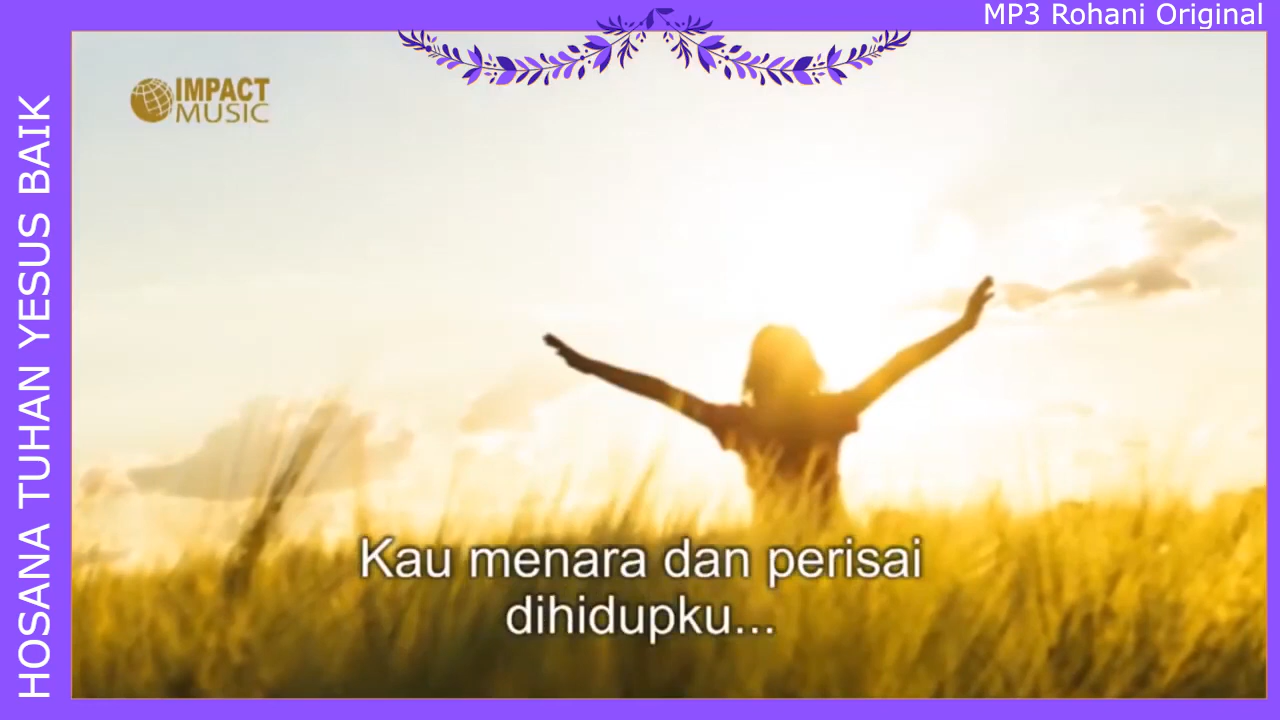 MP3 Rohani Original
IMPACT
MUSIC
HOSANA TUHAN YESUS BAIK
Kau menara dan perisai
dihidupku...